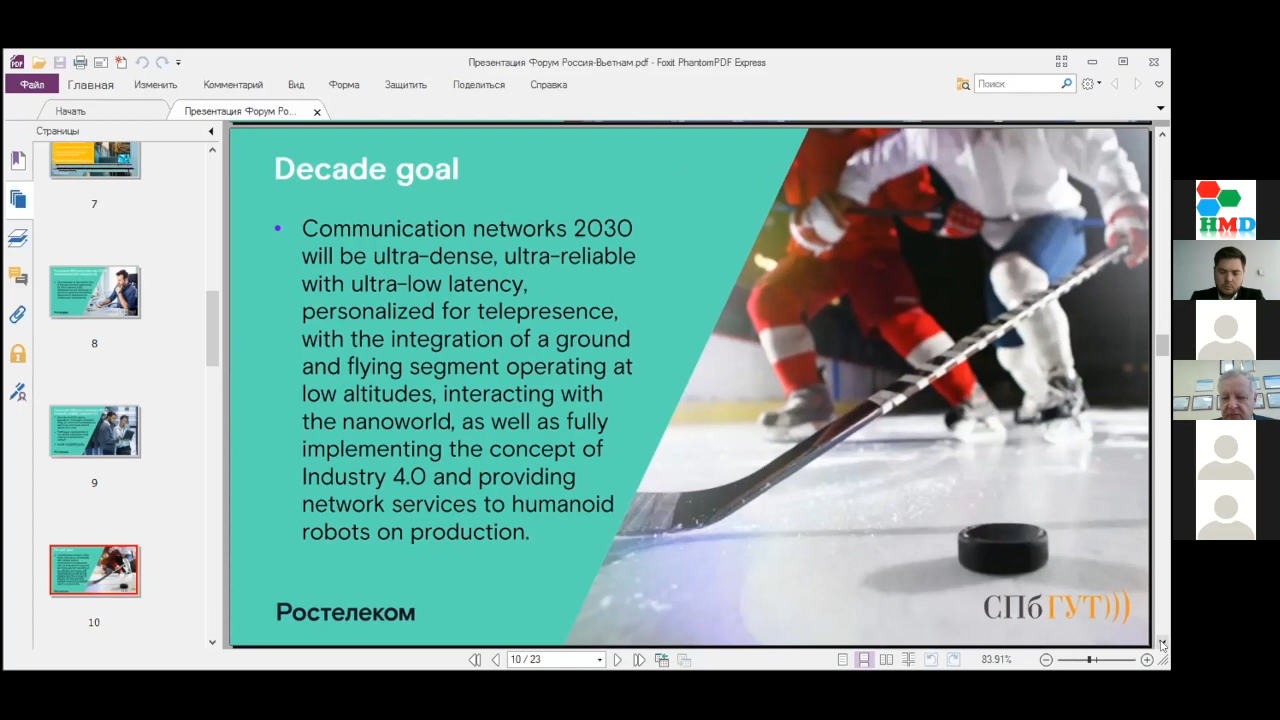 Презентация Форум Россия-Вьетнам.pdf - Foxit PhantomPDF Express
Файл
Главная
Изменить
Комментарий
Вид
Форма
Защитить
Поделиться
Справка
Поиск
Начать
Презентация Форум Ро...
Страницы
7
8
9
10
Decade goal
• Communication networks 2030
will be ultra-dense, ultra-reliable
with ultra-low latency,
personalized for telepresence,
with the integration of a ground
and flying segment operating at
low altitudes, interacting with
the nanoworld, as well as fully
implementing the concept of
Industry 4.0 and providing
network services to humanoid
robots on production.
Ростелеком
СПбГУТ)))
10 / 23
83.91%
HMD